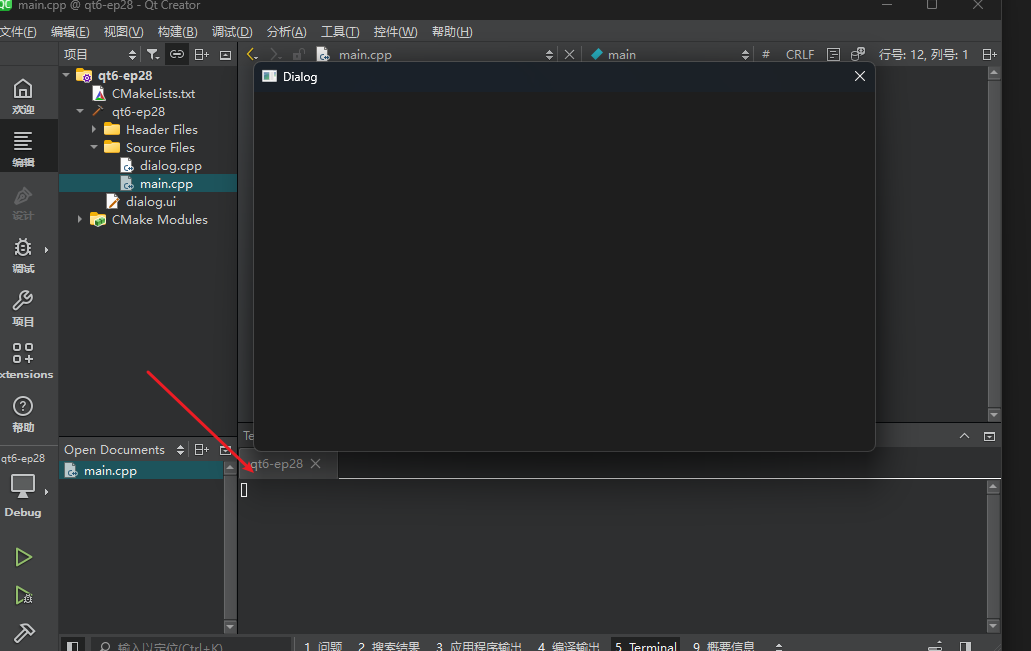 main.cpp @ qt6-ep28 - Qt Creator
文件(F) 编辑(E) 视图(V) 构建(B) 调试(D) 分析(A) 工具(T) 控件(W) 帮助(H)
项目
main.cpp
main
# CRLF
行号: 12, 列号: 1
欢迎
编辑
设计
调试
项目
xtensions
帮助
qt6-ep28
Debug
qt6-ep28
CMakeLists.txt
qt6-ep28
Header Files
Source Files
dialog.cpp
main.cpp
dialog.ui
CMake Modules
Dialog
Open Documents
main.cpp
Te
qt6-ep28
输入以定位(Ctrl+K)
1 问题 2 搜索结果 3 应用程序输出 4 编译输出 5 Terminal 9 概要信息